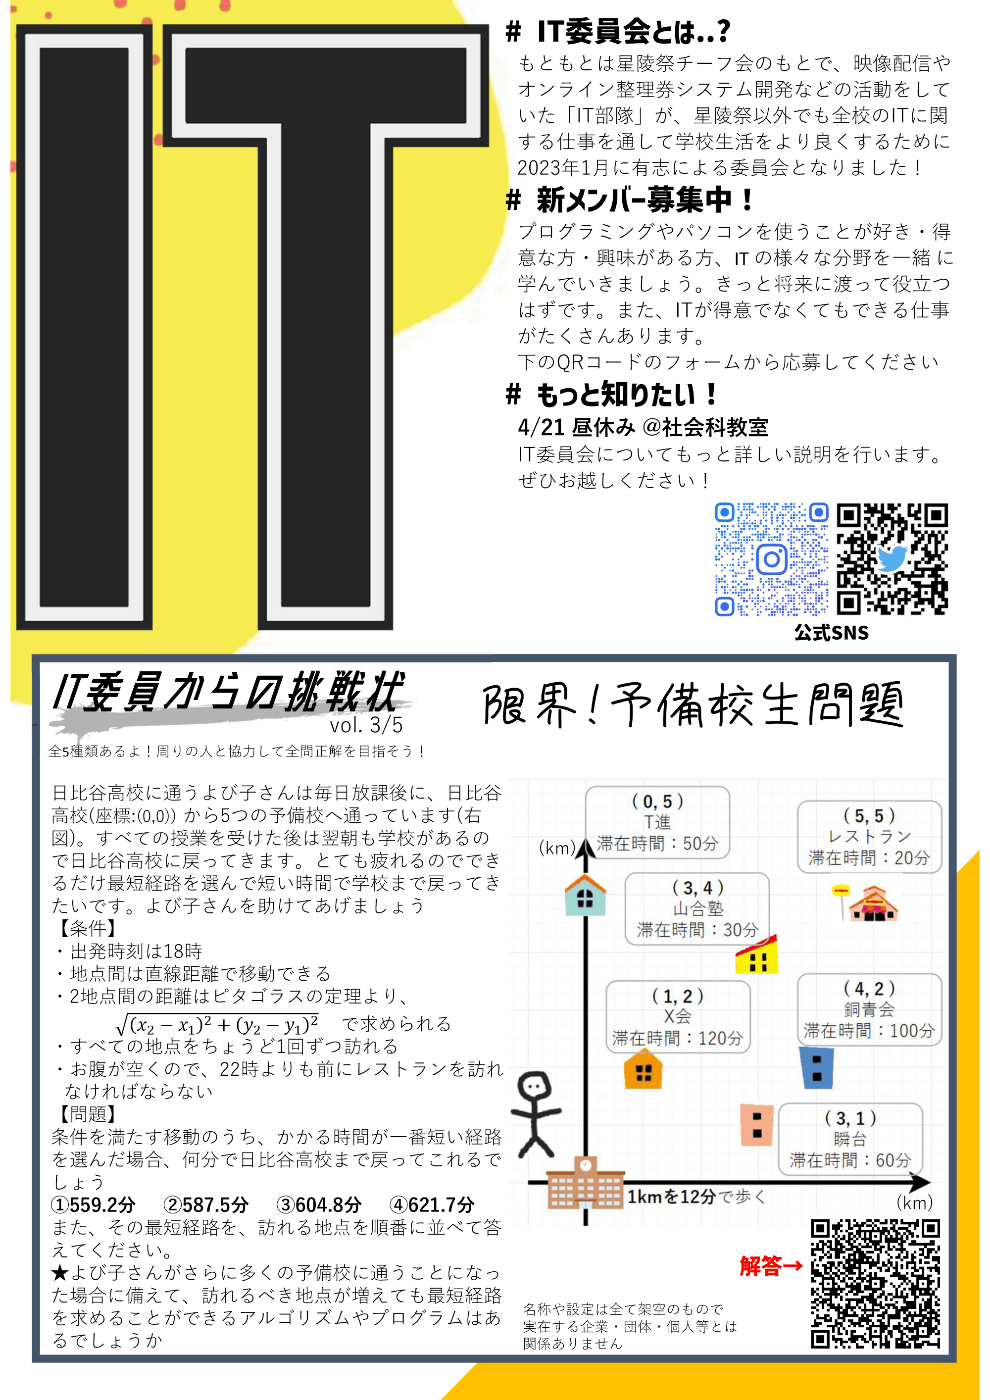 IT
# IT委員会とは..?
もともとは星陵祭チーフ会のもとで、映像配信や
オンライン整理券システム開発などの活動をして
いた「IT部隊」が、星陵祭以外でも全校のITに関
する仕事を通して学校生活をより良くするために
2023年1月に有志による委員会となりました！
# 新メンバー募集中！
プログラミングやパソコンを使うことが好き・得
意な方・興味がある方、IT の様々な分野を一緒 に
学んでいきましょう。きっと将来に渡って役立つ
はずです。また、ITが得意でなくてもできる仕事
がたくさんあります。
下のQRコードのフォームから応募してください
# もっと知りたい！
4/21 昼休み @社会科教室
IT委員会についてもっと詳しい説明を行います。
ぜひお越しください！
公式SNS
IT委員からの挑戦状
vol. 3/5
全5種類あるよ！周りの人と協力して全問正解を目指そう！
限界！予備校生問題
日比谷高校に通うよび子さんは毎日放課後に、日比谷
高校(座標:(0,0)) から5つの予備校へ通っています(右
図)。すべての授業を受けた後は翌朝も学校があるの
で日比谷高校に戻ってきます。とても疲れるのででき
るだけ最短経路を選んで短い時間で学校まで戻ってき
たいです。よび子さんを助けてあげましょう
【条件】
・出発時刻は18時
・地点間は直線距離で移動できる
・2地点間の距離はピタゴラスの定理より、
√(x₂ − x₁)² + (y₂ − y₁)² で求められる
・すべての地点をちょうど1回ずつ訪れる
・お腹が空くので、22時よりも前にレストランを訪れ
なければならない
【問題】
条件を満たす移動のうち、かかる時間が一番短い経路
を選んだ場合、何分で日比谷高校まで戻ってこれるで
しょう
①559.2分 ②587.5分 ③604.8分 ④621.7分
また、その最短経路を、訪れる地点を順番に並べて答
えてください。
★よび子さんがさらに多くの予備校に通うことになっ
た場合に備えて、訪れるべき地点が増えても最短経路
を求めることができるアルゴリズムやプログラムはあ
るでしょうか
(km)
(0, 5)
T進
滞在時間：50分
(5, 5)
レストラン
滞在時間：20分
(3, 4)
山合塾
滞在時間：30分
(1, 2)
X会
滞在時間：120分
(4, 2)
銅青会
滞在時間：100分
(3, 1)
瞬台
滞在時間：60分
1kmを12分で歩く
(km)
解答→
名称や設定は全て架空のもので
実在する企業・団体・個人等とは
関係ありません